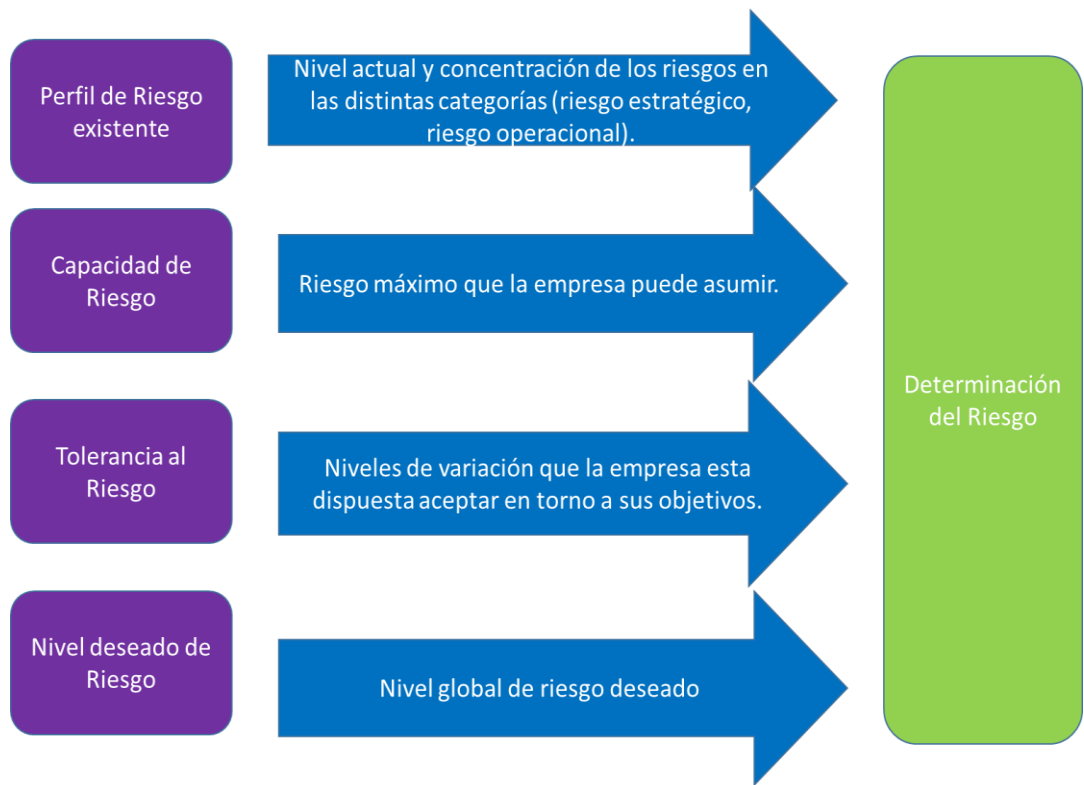 Perfil de Riesgo
existente
Nivel actual y concentración de los riesgos en
las distintas categorías (riesgo estratégico,
riesgo operacional).
Capacidad de
Riesgo
Riesgo máximo que la empresa puede asumir.
Tolerancia al
Riesgo
Niveles de variación que la empresa esta
dispuesta aceptar en torno a sus objetivos.
Nivel deseado de
Riesgo
Nivel global de riesgo deseado
Determinación
del Riesgo